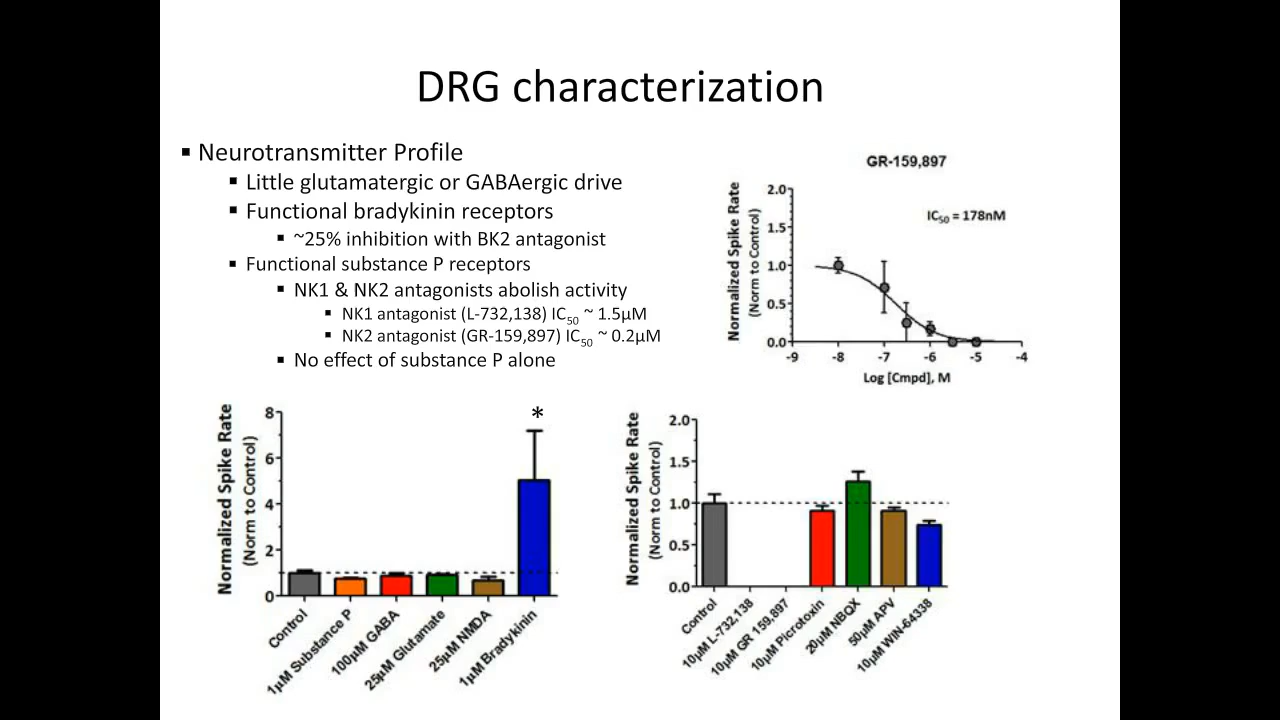 DRG characterization
▪ Neurotransmitter Profile
▪ Little glutamatergic or GABAergic drive
▪ Functional bradykinin receptors
▪ ~25% inhibition with BK2 antagonist
▪ Functional substance P receptors
▪ NK1 & NK2 antagonists abolish activity
▪ NK1 antagonist (L-732,138) IC50 ~ 1.5µM
▪ NK2 antagonist (GR-159,897) IC50 ~ 0.2µM
▪ No effect of substance P alone
GR-159,897
IC50 = 178nM
Normalized Spike Rate
(Norm to Control)
2.0
1.5
1.0
0.5
0.0
-9 -8 -7 -6 -5 -4
Log [Cmpd], M
Normalized Spike Rate
(Norm to Control)
8
6
4
2
0
*
Control
1µM Substance P
100µM GABA
25µM Glutamate
25µM NMDA
1µM Bradykinin
Normalized Spike Rate
(Norm to Control)
2.0
1.5
1.0
0.5
0.0
Control
10µM L-732,138
10µM GR 159,897
10µM Picrotoxin
20µM NBQX
50µM APV
10µM WIN-64338